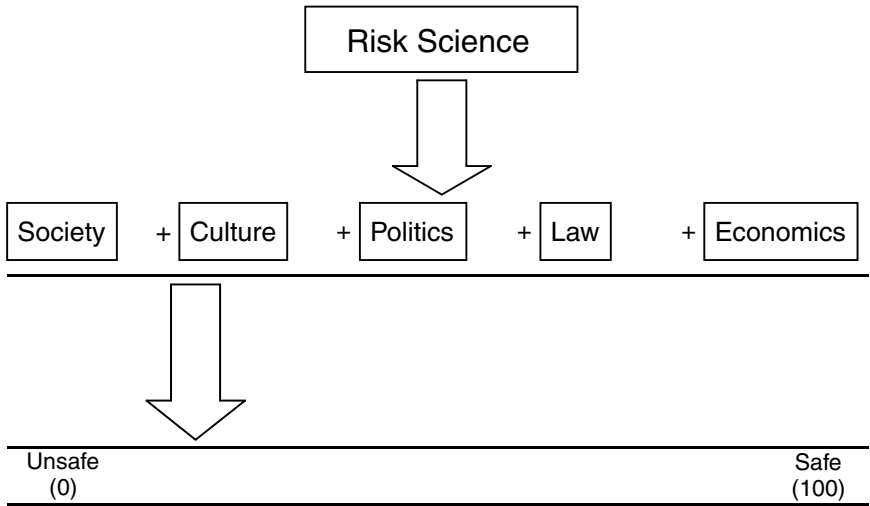 Risk Science
Society + Culture + Politics + Law + Economics
Unsafe Safe
(0) (100)